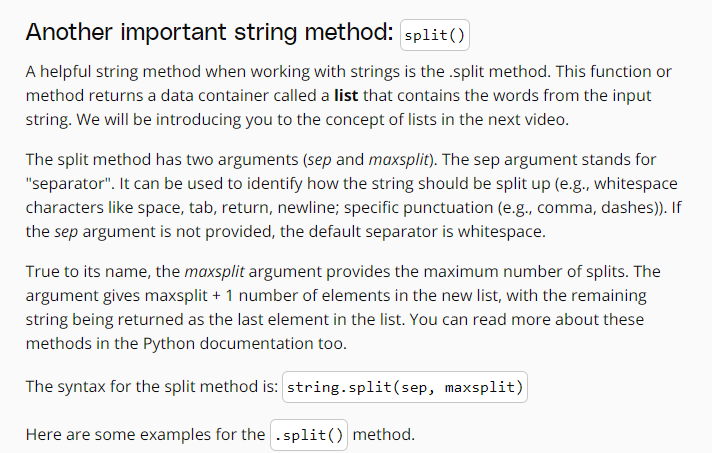 Another important string method: split()
A helpful string method when working with strings is the .split method. This function or
method returns a data container called a list that contains the words from the input
string. We will be introducing you to the concept of lists in the next video.
The split method has two arguments (sep and maxsplit). The sep argument stands for
"separator". It can be used to identify how the string should be split up (e.g., whitespace
characters like space, tab, return, newline; specific punctuation (e.g., comma, dashes)). If
the sep argument is not provided, the default separator is whitespace.
True to its name, the maxsplit argument provides the maximum number of splits. The
argument gives maxsplit + 1 number of elements in the new list, with the remaining
string being returned as the last element in the list. You can read more about these
methods in the Python documentation too.
The syntax for the split method is: string.split(sep, maxsplit)
Here are some examples for the .split() method.